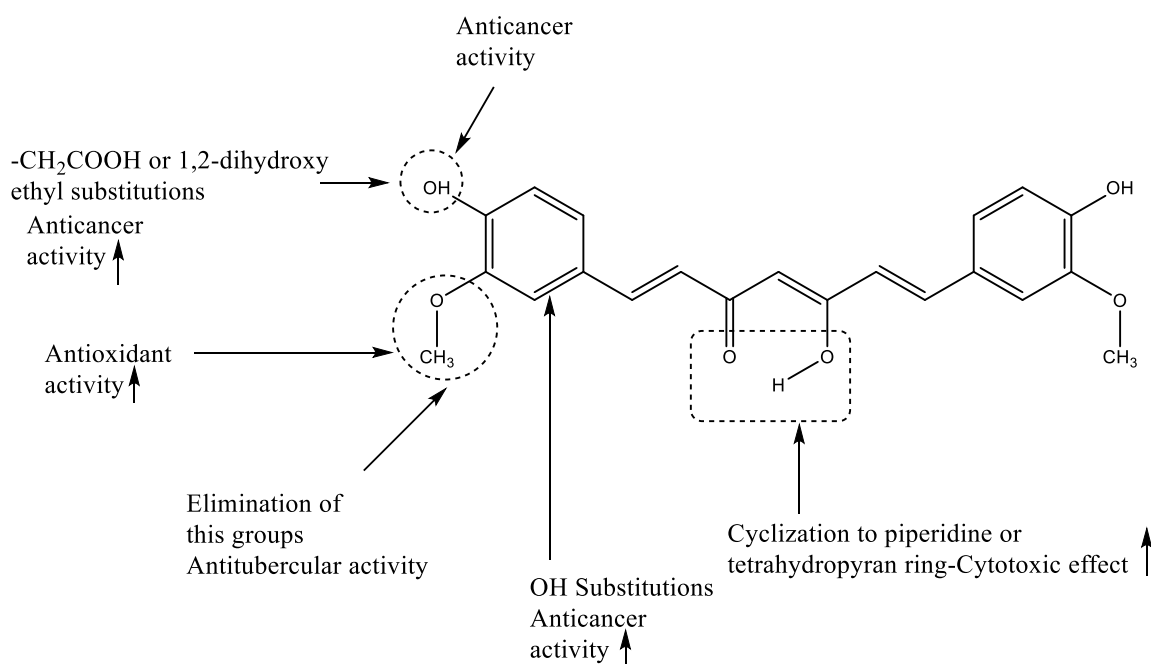 Anticancer
activity
-CH₂COOH or 1,2-dihydroxy
ethyl substitutions
Anticancer
activity
OH
O
CH₃
Antioxidant
activity
Elimination of
this groups
Antitubercular activity
OH Substitutions
Anticancer
activity
O
O
H
Cyclization to piperidine or
tetrahydropyran ring-Cytotoxic effect
OH
O
CH₃